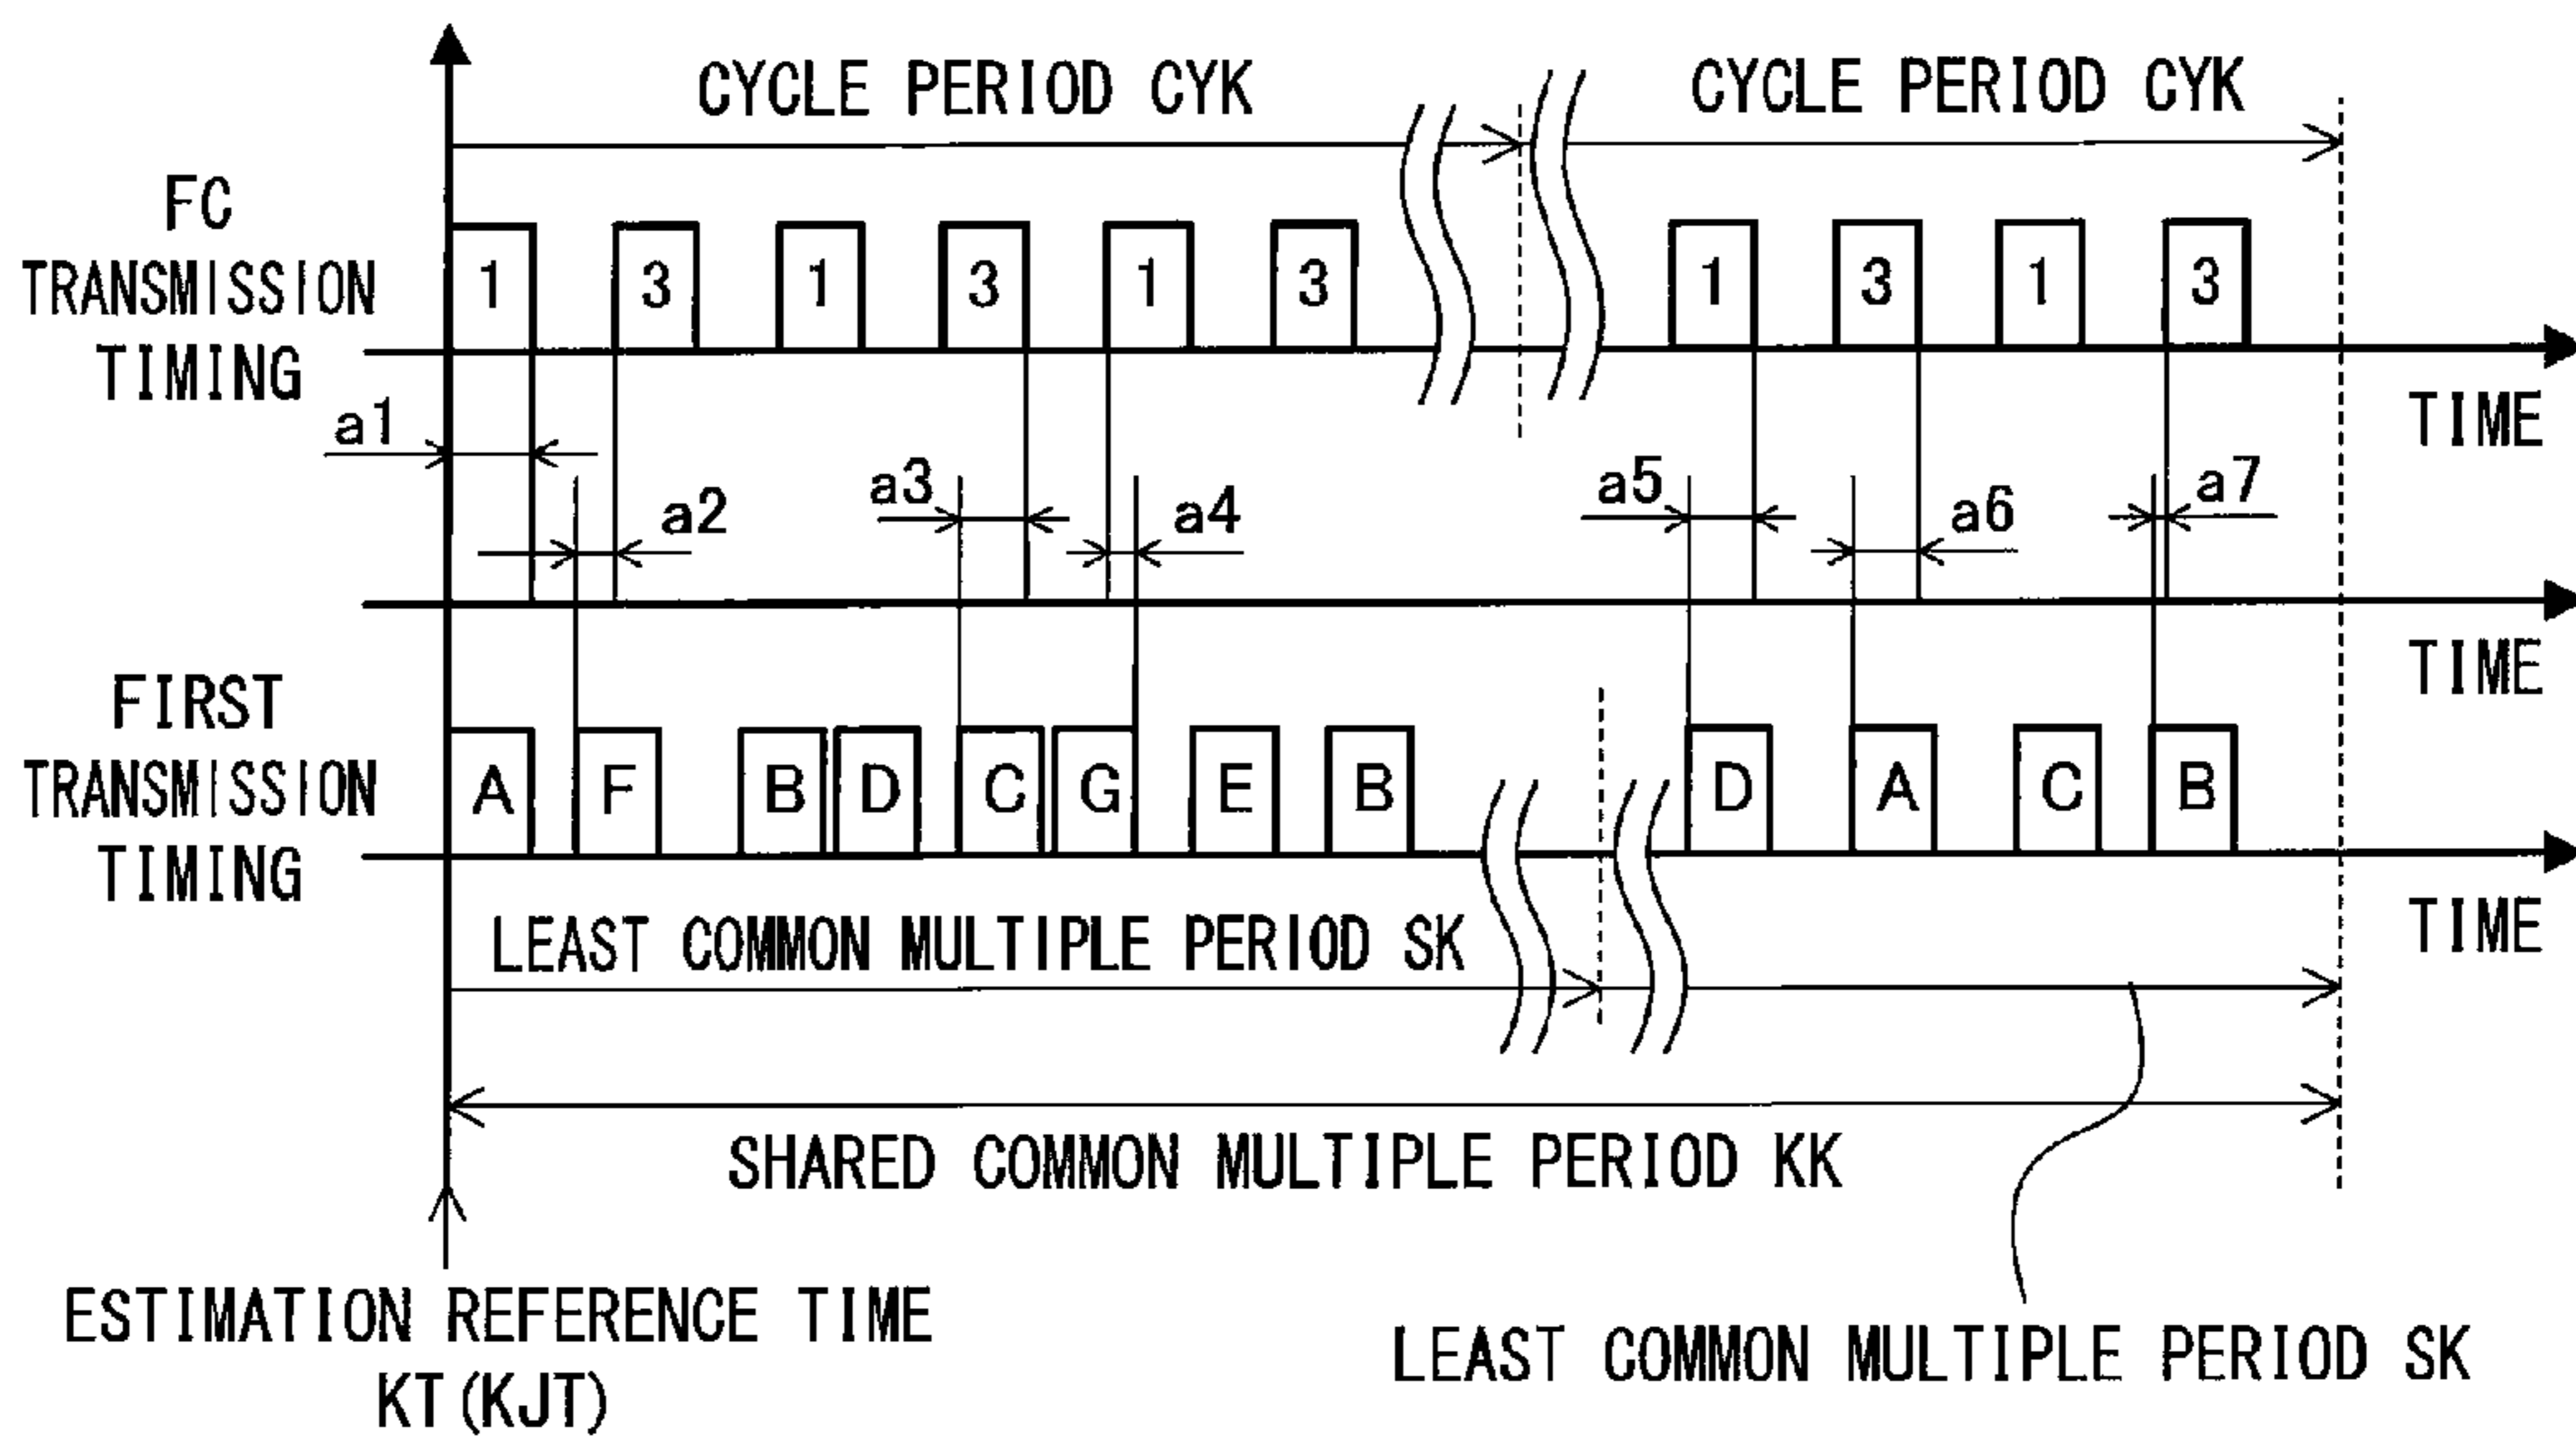 CYCLE PERIOD CYK
CYCLE PERIOD CYK
FC
TRANSMISSION
TIMING
1 3 1 3 1 3 1 3 1 3
TIME
a1
a2
a3
a4
a5
a6
a7
TIME
FIRST
TRANSMISSION
TIMING
A F B D C G E B D A C B
TIME
LEAST COMMON MULTIPLE PERIOD SK
SHARED COMMON MULTIPLE PERIOD KK
ESTIMATION REFERENCE TIME
KT(KJT)
LEAST COMMON MULTIPLE PERIOD SK